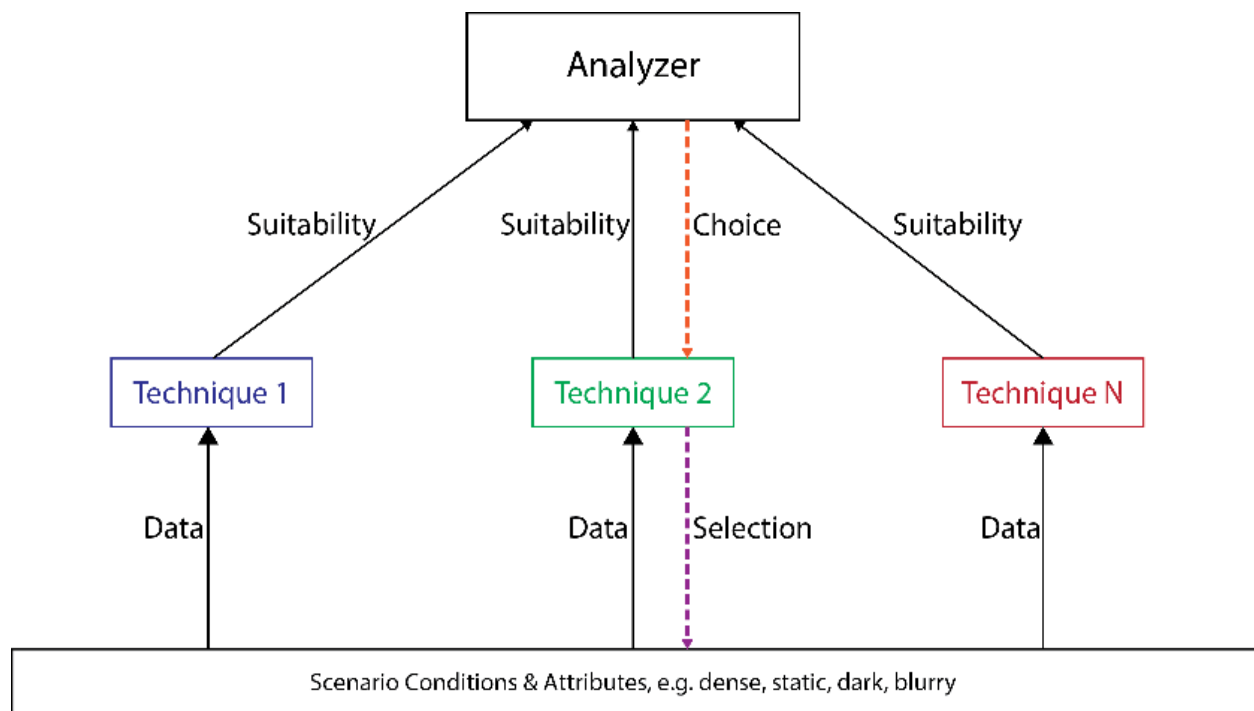 Analyzer
Suitability
Suitability
Choice
Suitability
Technique 1
Technique 2
Technique N
Data
Data
Selection
Data
Scenario Conditions & Attributes, e.g. dense, static, dark, blurry